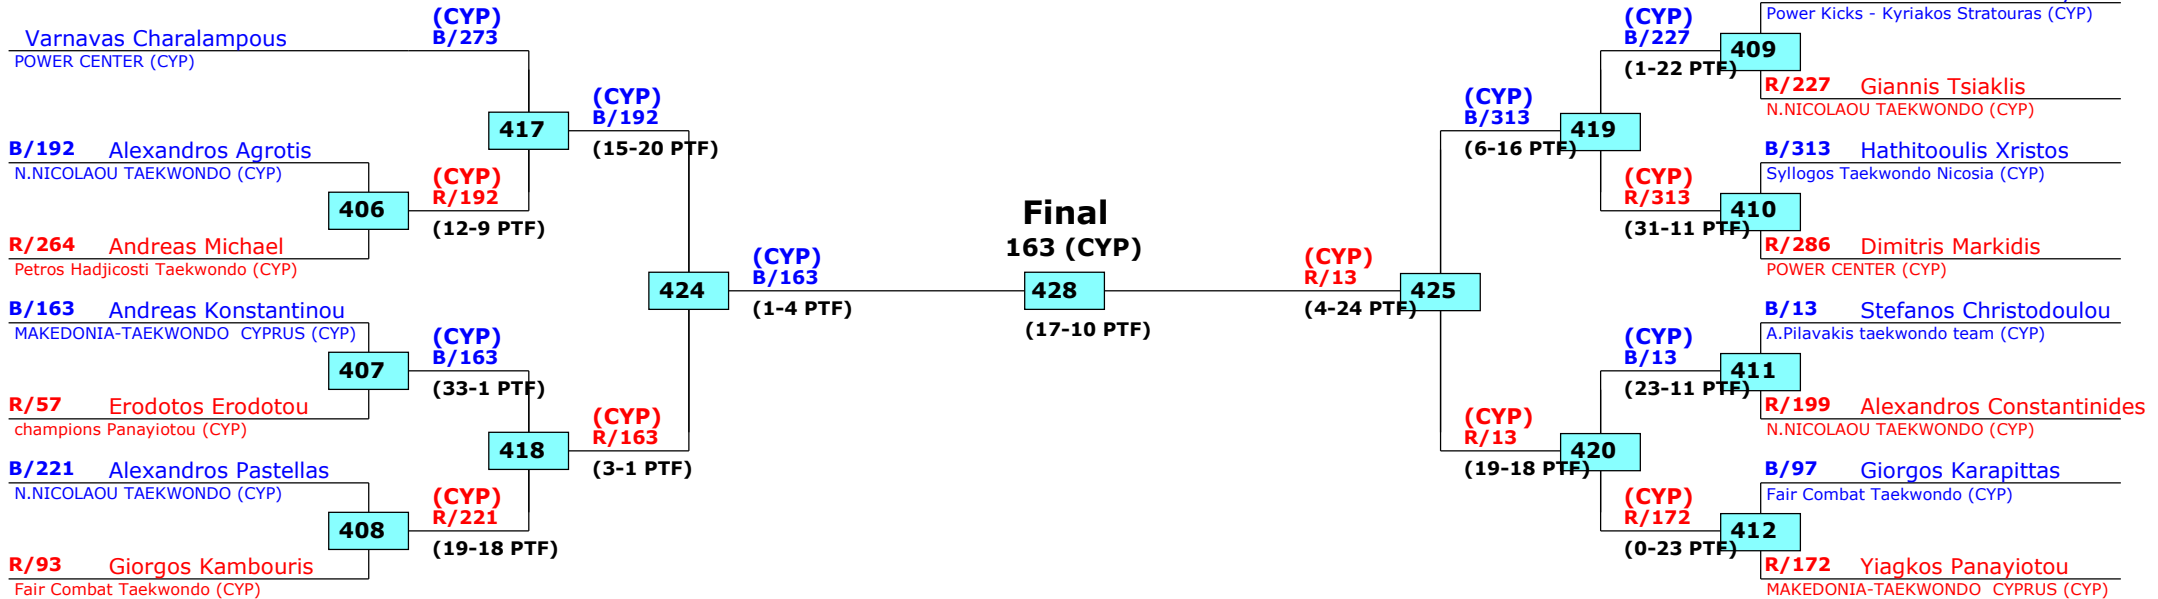 (CYP)
Varnavas Charalampous
B/273
POWER CENTER (CYP)
(CYP)
B/192
417
(15-20 PTF)
B/192 Alexandros Agrotis
N.NICOLAOU TAEKWONDO (CYP)
(CYP)
R/192
406
(12-9 PTF)
R/264 Andreas Michael
Petros Hadjicosti Taekwondo (CYP)
(CYP)
B/163
424
(1-4 PTF)
B/163 Andreas Konstantinou
MAKEDONIA-TAEKWONDO CYPRUS (CYP)
(CYP)
B/163
407
(33-1 PTF)
R/57 Erodotos Erodotou
champions Panayiotou (CYP)
(CYP)
R/163
418
(3-1 PTF)
B/221 Alexandros Pastellas
N.NICOLAOU TAEKWONDO (CYP)
(CYP)
R/221
408
(19-18 PTF)
R/93 Giorgos Kambouris
Fair Combat Taekwondo (CYP)
Final
163 (CYP)
428
(17-10 PTF)
Power Kicks - Kyriakos Stratouras (CYP)
(CYP)
B/227
409
(1-22 PTF)
R/227 Giannis Tsiaklis
N.NICOLAOU TAEKWONDO (CYP)
(CYP)
B/313
419
(6-16 PTF)
B/313 Hathitooulis Xristos
Syllogos Taekwondo Nicosia (CYP)
(CYP)
R/313
410
(31-11 PTF)
R/286 Dimitris Markidis
POWER CENTER (CYP)
(CYP)
R/13
425
(4-24 PTF)
B/13 Stefanos Christodoulou
A.Pilavakis taekwondo team (CYP)
(CYP)
B/13
411
(23-11 PTF)
R/199 Alexandros Constantinides
N.NICOLAOU TAEKWONDO (CYP)
(CYP)
R/13
420
(19-18 PTF)
B/97 Giorgos Karapittas
Fair Combat Taekwondo (CYP)
(CYP)
R/172
412
(0-23 PTF)
R/172 Yiagkos Panayiotou
MAKEDONIA-TAEKWONDO CYPRUS (CYP)